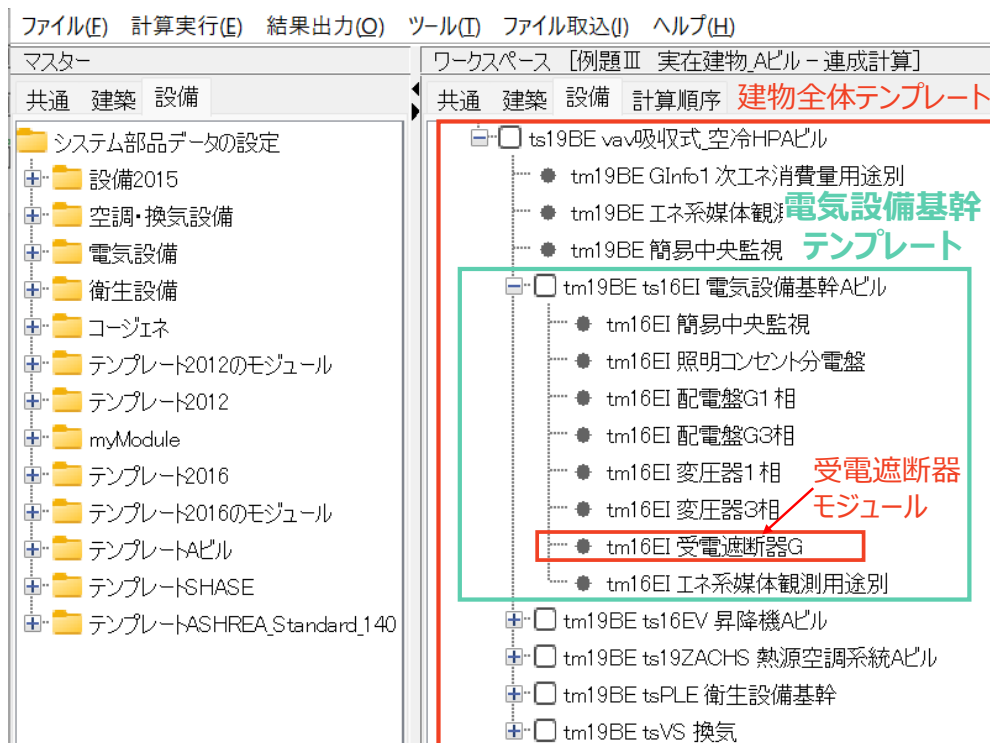 ファイル(F) 計算実行(E) 結果出力(O) ツール(T) ファイル取込(I) ヘルプ(H)
マスター
共通 建築 設備
システム部品データの設定
設備2015
空調・換気設備
電気設備
衛生設備
コージェネ
テンプレート2012のモジュール
テンプレート2012
myModule
テンプレート2016
テンプレート2016のモジュール
テンプレートAビル
テンプレートSHASE
テンプレートASHREA_Standard_140
ワークスペース [例題Ⅲ 実在建物_Aビル－連成計算]
共通 建築 設備 計算順序 建物全体テンプレート
ts19BE vav吸収式_空冷HPAビル
tm19BE GInfo1次エネ消費量用途別
tm19BE エネ系媒体観測
tm19BE 簡易中央監視
電気設備基幹
テンプレート
tm19BE ts16EI 電気設備基幹Aビル
tm16EI 簡易中央監視
tm16EI 照明コンセント分電盤
tm16EI 配電盤G1相
tm16EI 配電盤G3相
tm16EI 変圧器1相
tm16EI 変圧器3相
受電遮断器
モジュール
tm16EI 受電遮断器G
tm16EI エネ系媒体観測用途別
tm19BE ts16EV 昇降機Aビル
tm19BE ts19ZACHS 熱源空調系統Aビル
tm19BE tsPLE 衛生設備基幹
tm19BE tsVS 換気